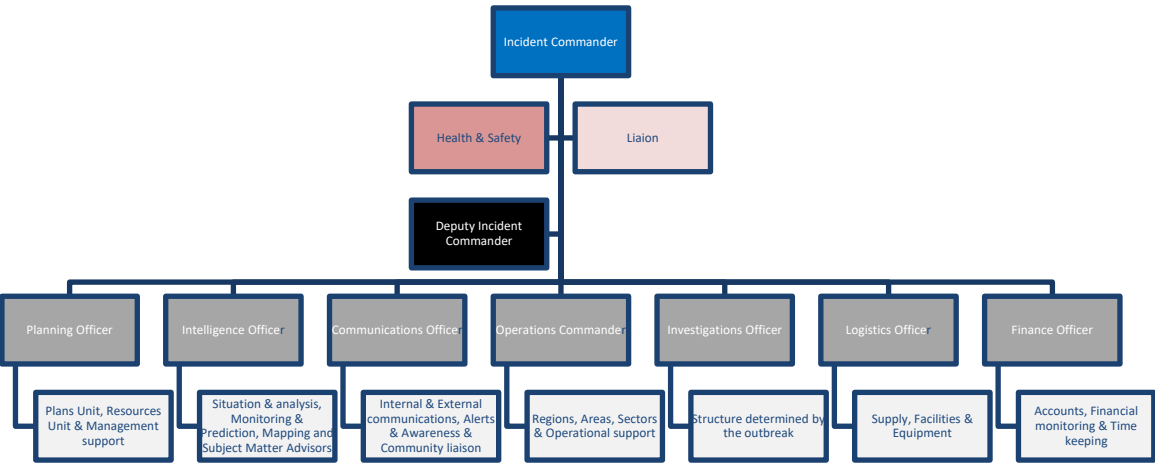 Incident Commander
Health & Safety
Liaion
Deputy Incident
Commander
Planning Officer
Intelligence Officer
Communications Officer
Operations Commander
Investigations Officer
Logistics Officer
Finance Officer
Plans Unit, Resources
Unit & Management
support
Situation & analysis,
Monitoring &
Prediction, Mapping and
Subject Matter Advisors
Internal & External
communications, Alerts
& Awareness &
Community liaison
Regions, Areas, Sectors
& Operational support
Structure determined by
the outbreak
Supply, Facilities &
Equipment
Accounts, Financial
monitoring & Time
keeping